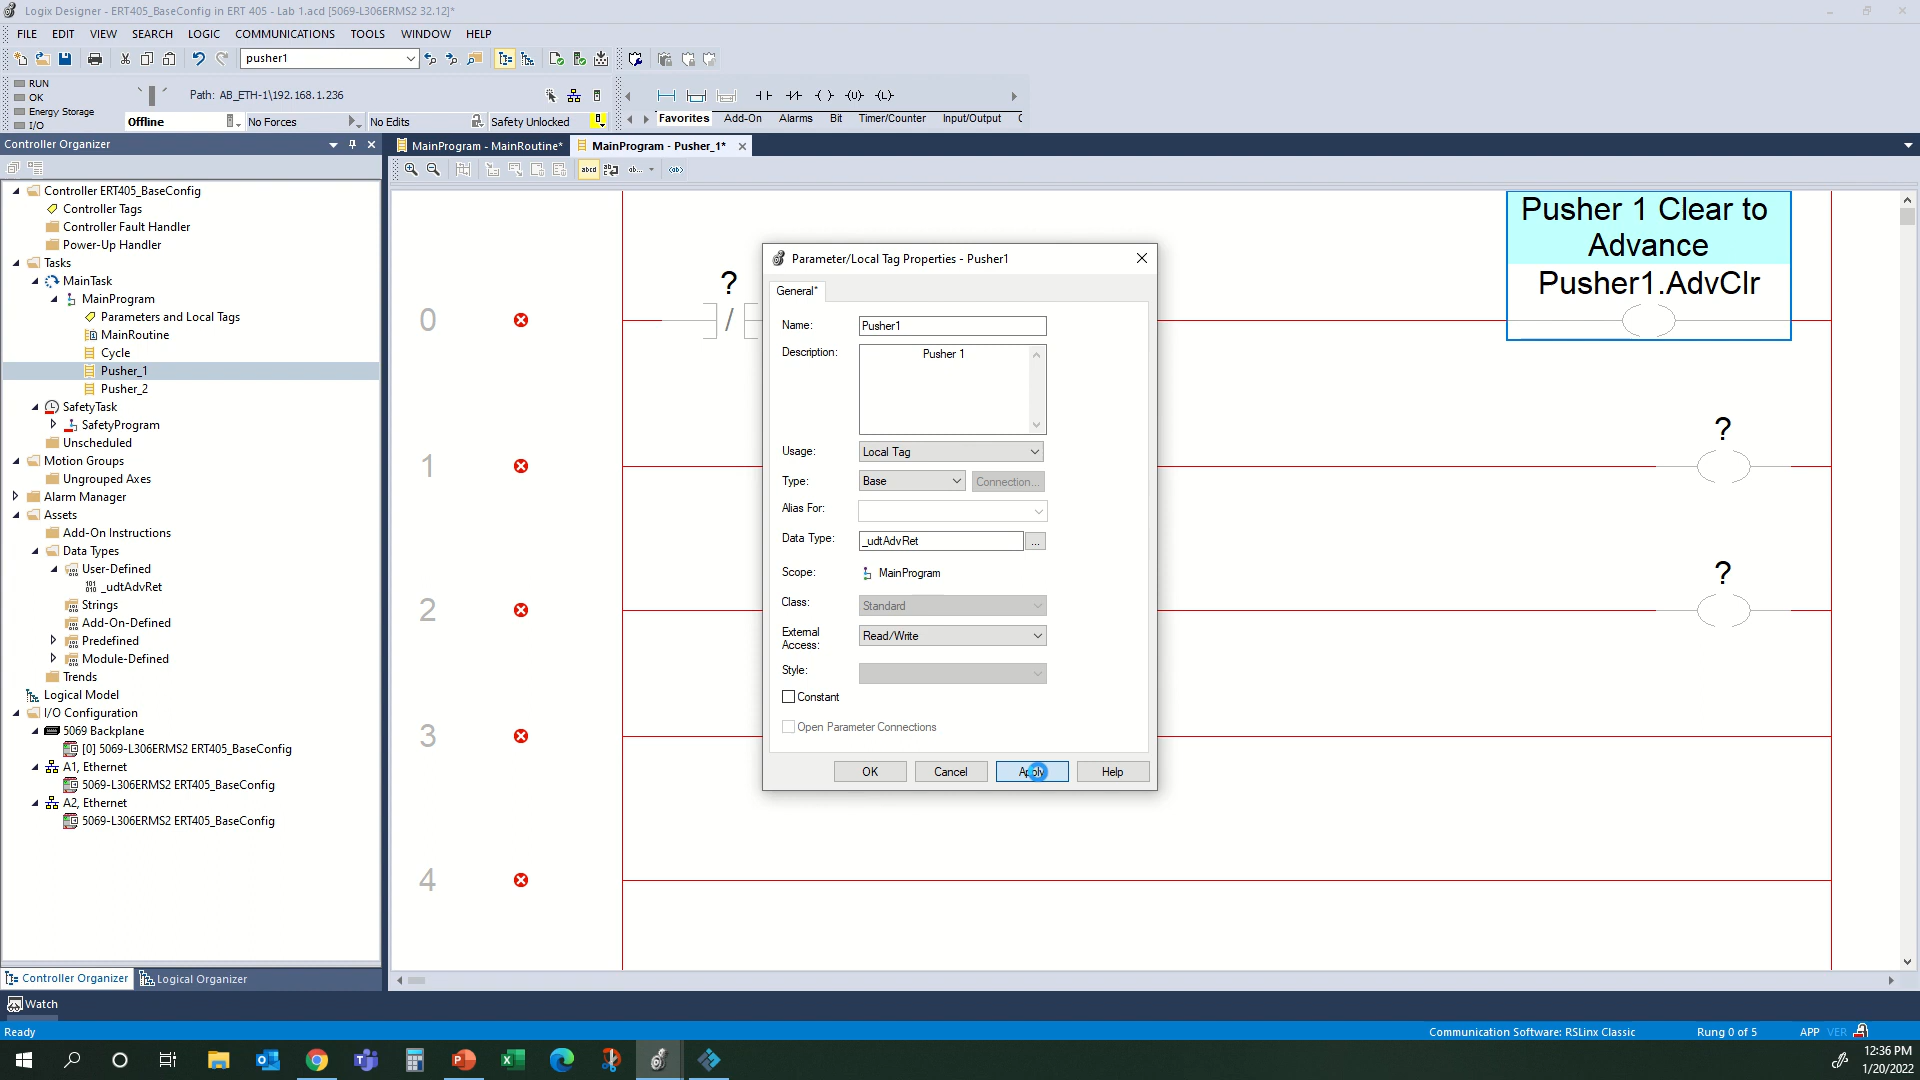 Logix Designer - ERT405_BaseConfig in ERT 405 - Lab 1.acd [5069-L306ERMS2 32.12]*
FILE EDIT VIEW SEARCH LOGIC COMMUNICATIONS TOOLS WINDOW HELP
pusher1
RUN
OK
Energy Storage
I/O
Path: AB_ETH-1\192.168.1.236
Offline
No Forces
No Edits
Safety Unlocked
Favorites Add-On Alarms Bit Timer/Counter Input/Output
Controller Organizer
MainProgram - MainRoutine*
MainProgram - Pusher_1*
Controller ERT405_BaseConfig
Controller Tags
Controller Fault Handler
Power-Up Handler
Tasks
MainTask
MainProgram
Parameters and Local Tags
MainRoutine
Cycle
Pusher_1
Pusher_2
SafetyTask
SafetyProgram
Unscheduled
Motion Groups
Ungrouped Axes
Alarm Manager
Assets
Add-On Instructions
Data Types
User-Defined
_udtAdvRet
Strings
Add-On-Defined
Predefined
Module-Defined
Trends
Logical Model
I/O Configuration
5069 Backplane
[0] 5069-L306ERMS2 ERT405_BaseConfig
A1, Ethernet
5069-L306ERMS2 ERT405_BaseConfig
A2, Ethernet
5069-L306ERMS2 ERT405_BaseConfig
Controller Organizer
Logical Organizer
Pusher 1 Clear to
Advance
Pusher1.AdvClr
?
0
?
1
?
2
3
4
Parameter/Local Tag Properties - Pusher1
General*
Name: Pusher1
Description: Pusher 1
Usage: Local Tag
Type: Base Connection...
Alias For:
Data Type: _udtAdvRet ...
Scope: MainProgram
Class: Standard
External
Access: Read/Write
Style:
Constant
Open Parameter Connections
OK Cancel Apply Help
Watch
Ready
Communication Software: RSLinx Classic
Rung 0 of 5
APP VER
12:36 PM
1/20/2022